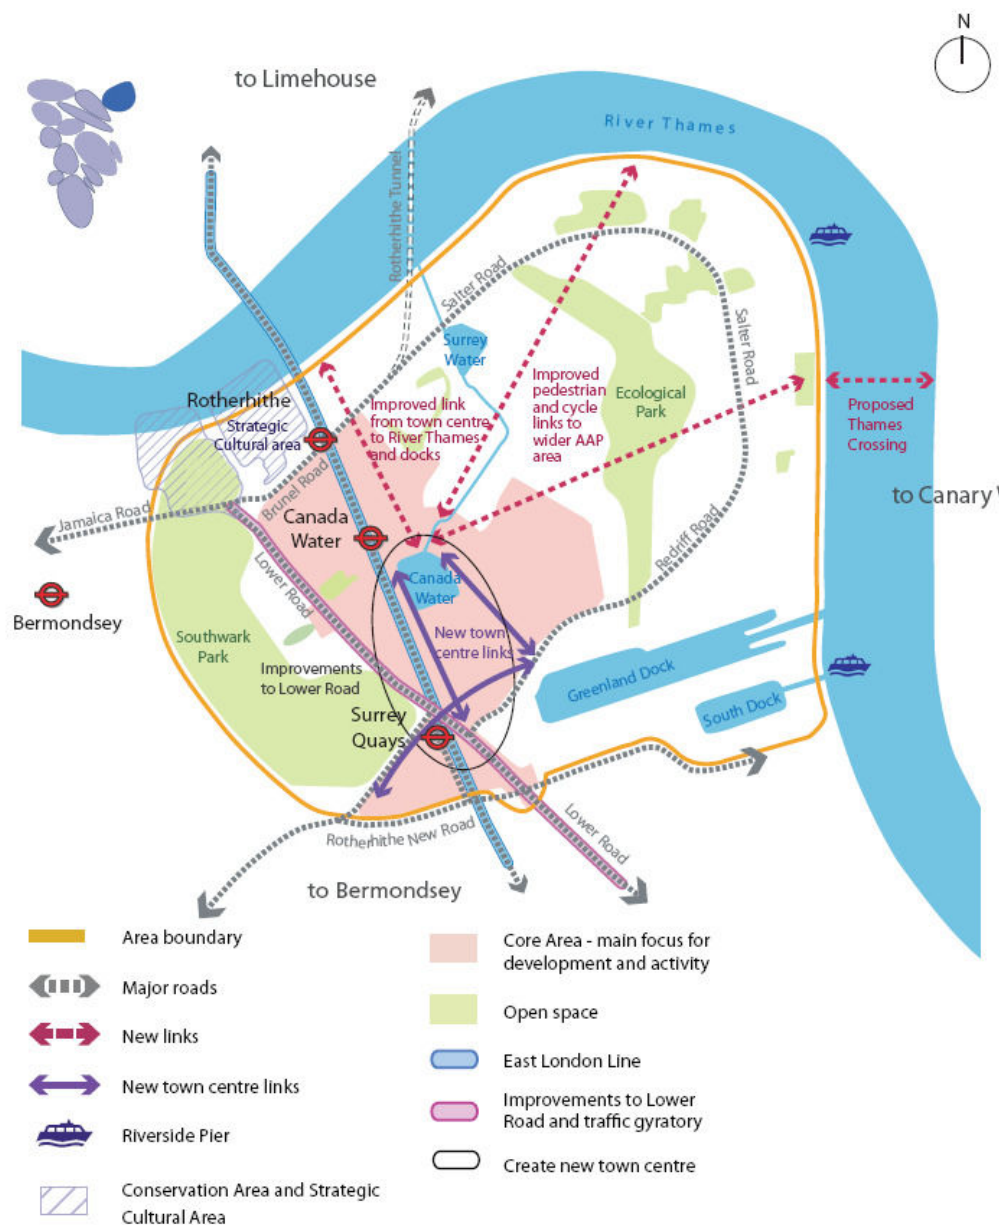 N
to Limehouse
River Thames
Rotherhithe Tunnel
Salter Road
Surrey
Water
Salter Road
Rotherhithe
Strategic
Cultural area
Improved link
from town centre
to River Thames
and docks
Improved
pedestrian
and cycle
links to
wider AAP
area
Ecological
Park
Proposed
Thames
Crossing
to Canary W
Jamaica Road
Brunel Road
Canada
Water
Redriff Road
Bermondsey
Lower Road
Canada
Water
Southwark
Park
New town
centre links
Improvements
to Lower Road
Greenland Dock
South Dock
Surrey
Quays
Rotherhithe New Road
Lower Road
to Bermondsey
Area boundary
Major roads
New links
New town centre links
Riverside Pier
Conservation Area and Strategic
Cultural Area
Core Area - main focus for
development and activity
Open space
East London Line
Improvements to Lower
Road and traffic gyratory
Create new town centre